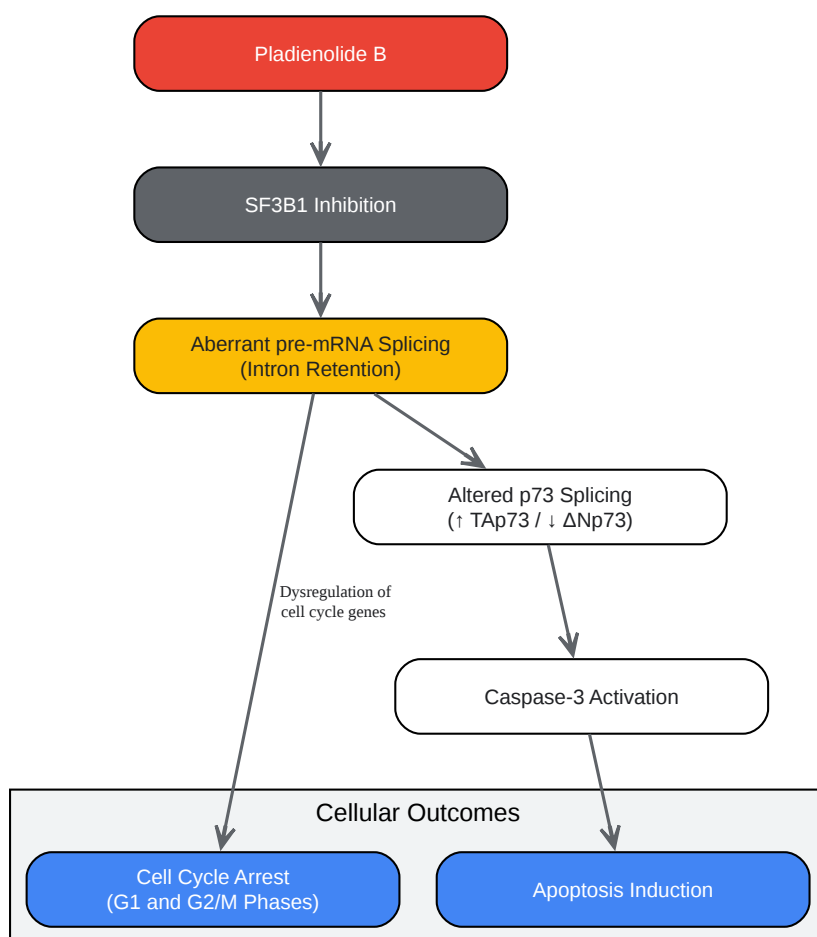 Pladienolide B
SF3B1 Inhibition
Aberrant pre-mRNA Splicing
(Intron Retention)
Altered p73 Splicing
(↑ TAp73 / ↓ ΔNp73)
Dysregulation of
cell cycle genes
Caspase-3 Activation
Cellular Outcomes
Cell Cycle Arrest
(G1 and G2/M Phases)
Apoptosis Induction